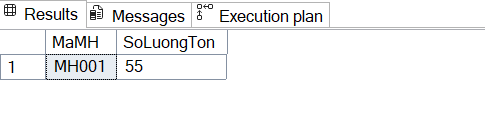 Results Messages Execution plan
MaMH SoLuongTon
1 MH001 55